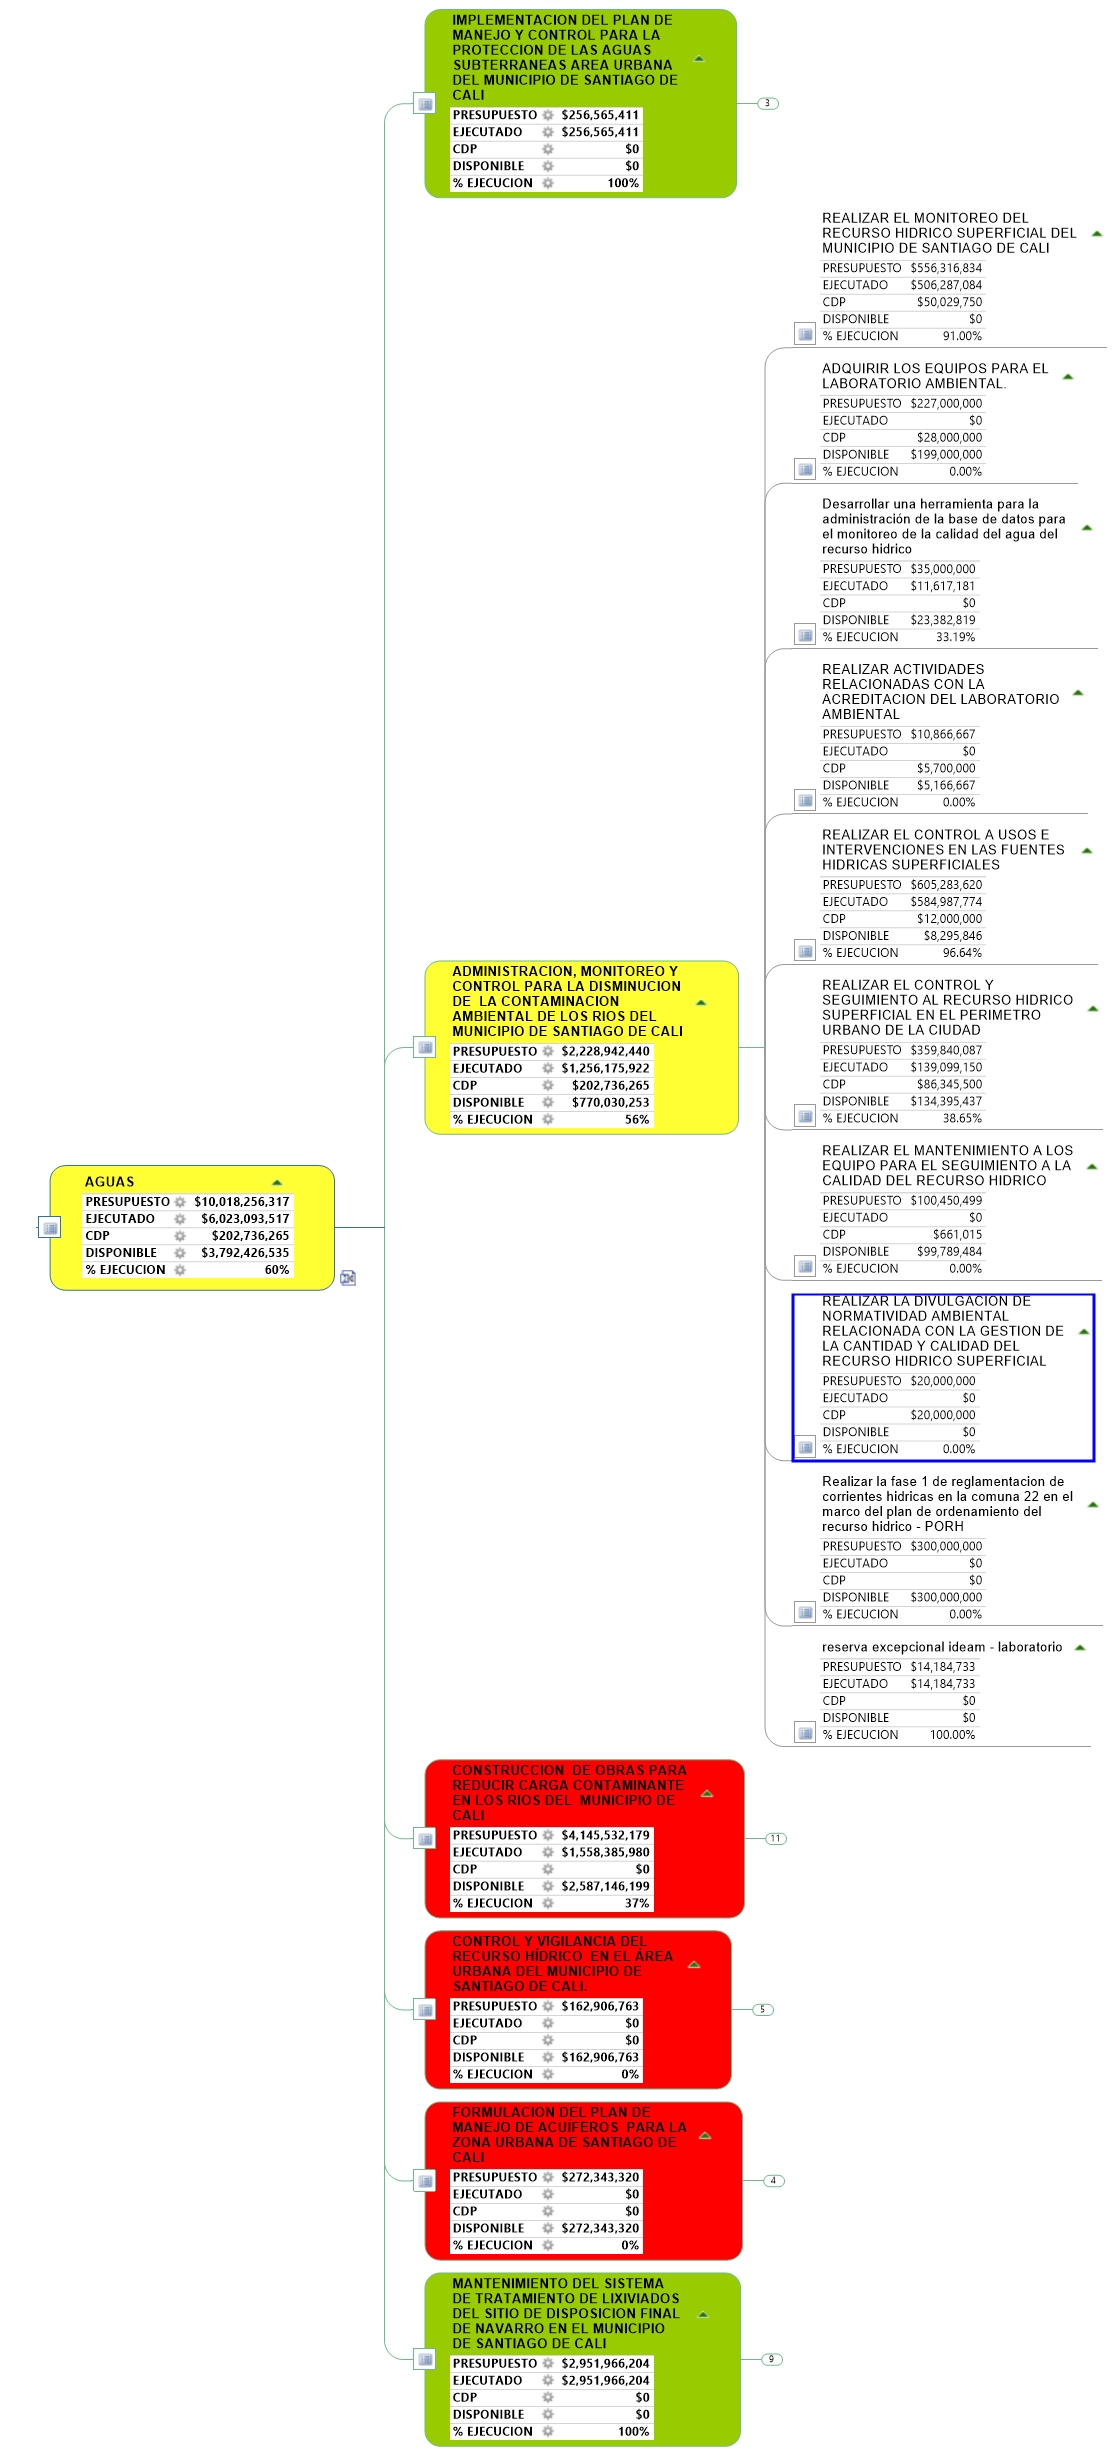 IMPLEMENTACION DEL PLAN DE
MANEJO Y CONTROL PARA LA
PROTECCION DE LAS AGUAS
SUBTERRANEAS AREA URBANA
DEL MUNICIPIO DE SANTIAGO DE
CALI
PRESUPUESTO $256,565,411
EJECUTADO $256,565,411
CDP $0
DISPONIBLE $0
% EJECUCION 100%
3
REALIZAR EL MONITOREO DEL
RECURSO HIDRICO SUPERFICIAL DEL
MUNICIPIO DE SANTIAGO DE CALI
PRESUPUESTO $556,316,834
EJECUTADO $506,287,084
CDP $50,029,750
DISPONIBLE $0
% EJECUCION 91.00%
ADQUIRIR LOS EQUIPOS PARA EL
LABORATORIO AMBIENTAL.
PRESUPUESTO $227,000,000
EJECUTADO $0
CDP $28,000,000
DISPONIBLE $199,000,000
% EJECUCION 0.00%
Desarrollar una herramienta para la
administración de la base de datos para
el monitoreo de la calidad del agua del
recurso hidrico
PRESUPUESTO $35,000,000
EJECUTADO $11,617,181
CDP $0
DISPONIBLE $23,382,819
% EJECUCION 33.19%
REALIZAR ACTIVIDADES
RELACIONADAS CON LA
ACREDITACION DEL LABORATORIO
AMBIENTAL
PRESUPUESTO $10,866,667
EJECUTADO $0
CDP $5,700,000
DISPONIBLE $5,166,667
% EJECUCION 0.00%
REALIZAR EL CONTROL A USOS E
INTERVENCIONES EN LAS FUENTES
HIDRICAS SUPERFICIALES
PRESUPUESTO $605,283,620
EJECUTADO $584,987,774
CDP $12,000,000
DISPONIBLE $8,295,846
% EJECUCION 96.64%
ADMINISTRACION, MONITOREO Y
CONTROL PARA LA DISMINUCION
DE LA CONTAMINACION
AMBIENTAL DE LOS RIOS DEL
MUNICIPIO DE SANTIAGO DE CALI
PRESUPUESTO $2,228,942,440
EJECUTADO $1,256,175,922
CDP $202,736,265
DISPONIBLE $770,030,253
% EJECUCION 56%
REALIZAR EL CONTROL Y
SEGUIMIENTO AL RECURSO HIDRICO
SUPERFICIAL EN EL PERIMETRO
URBANO DE LA CIUDAD
PRESUPUESTO $359,840,087
EJECUTADO $139,099,150
CDP $86,345,500
DISPONIBLE $134,395,437
% EJECUCION 38.65%
REALIZAR EL MANTENIMIENTO A LOS
EQUIPO PARA EL SEGUIMIENTO A LA
CALIDAD DEL RECURSO HIDRICO
PRESUPUESTO $100,450,499
EJECUTADO $0
CDP $661,015
DISPONIBLE $99,789,484
% EJECUCION 0.00%
AGUAS
PRESUPUESTO $10,018,256,317
EJECUTADO $6,023,093,517
CDP $202,736,265
DISPONIBLE $3,792,426,535
% EJECUCION 60%
REALIZAR LA DIVULGACION DE
NORMATIVIDAD AMBIENTAL
RELACIONADA CON LA GESTION DE
LA CANTIDAD Y CALIDAD DEL
RECURSO HIDRICO SUPERFICIAL
PRESUPUESTO $20,000,000
EJECUTADO $0
CDP $20,000,000
DISPONIBLE $0
% EJECUCION 0.00%
Realizar la fase 1 de reglamentacion de
corrientes hidricas en la comuna 22 en el
marco del plan de ordenamiento del
recurso hidrico - PORH
PRESUPUESTO $300,000,000
EJECUTADO $0
CDP $0
DISPONIBLE $300,000,000
% EJECUCION 0.00%
reserva excepcional ideam - laboratorio
PRESUPUESTO $14,184,733
EJECUTADO $14,184,733
CDP $0
DISPONIBLE $0
% EJECUCION 100.00%
CONSTRUCCION DE OBRAS PARA
REDUCIR CARGA CONTAMINANTE
EN LOS RIOS DEL MUNICIPIO DE
CALI
PRESUPUESTO $4,145,532,179
EJECUTADO $1,558,385,980
CDP $0
DISPONIBLE $2,587,146,199
% EJECUCION 37%
11
CONTROL Y VIGILANCIA DEL
RECURSO HÍDRICO EN EL ÁREA
URBANA DEL MUNICIPIO DE
SANTIAGO DE CALI.
PRESUPUESTO $162,906,763
EJECUTADO $0
CDP $0
DISPONIBLE $162,906,763
% EJECUCION 0%
5
FORMULACION DEL PLAN DE
MANEJO DE ACUÍFEROS PARA LA
ZONA URBANA DE SANTIAGO DE
CALI
PRESUPUESTO $272,343,320
EJECUTADO $0
CDP $0
DISPONIBLE $272,343,320
% EJECUCION 0%
4
MANTENIMIENTO DEL SISTEMA
DE TRATAMIENTO DE LIXIVIADOS
DEL SITIO DE DISPOSICION FINAL
DE NAVARRO EN EL MUNICIPIO
DE SANTIAGO DE CALI
PRESUPUESTO $2,951,966,204
EJECUTADO $2,951,966,204
CDP $0
DISPONIBLE $0
% EJECUCION 100%
9